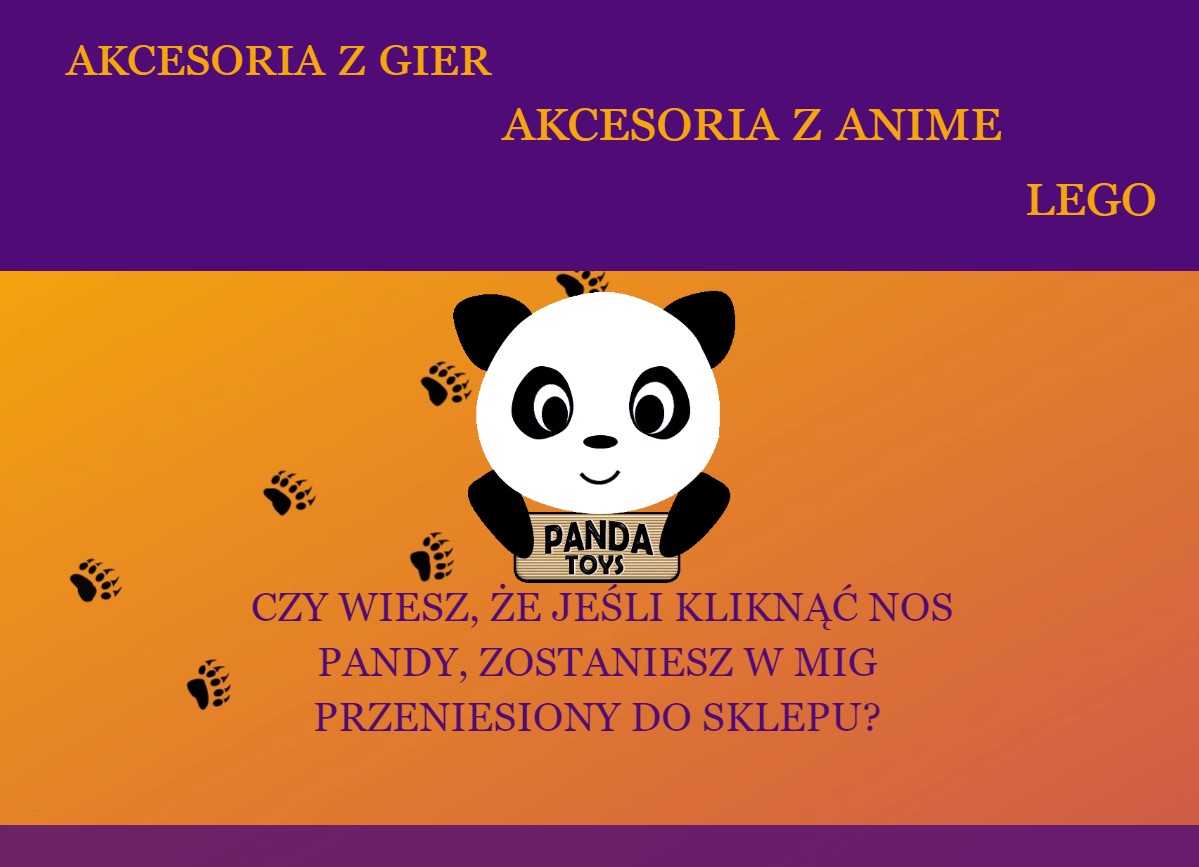 AKCESORIA Z GIER
AKCESORIA Z ANIME
LEGO
PANDA
TOYS
CZY WIESZ, ŻE JEŚLI KLIKNĄĆ NOS
PANDY, ZOSTANIESZ W MIG
PRZENIESIONY DO SKLEPU?